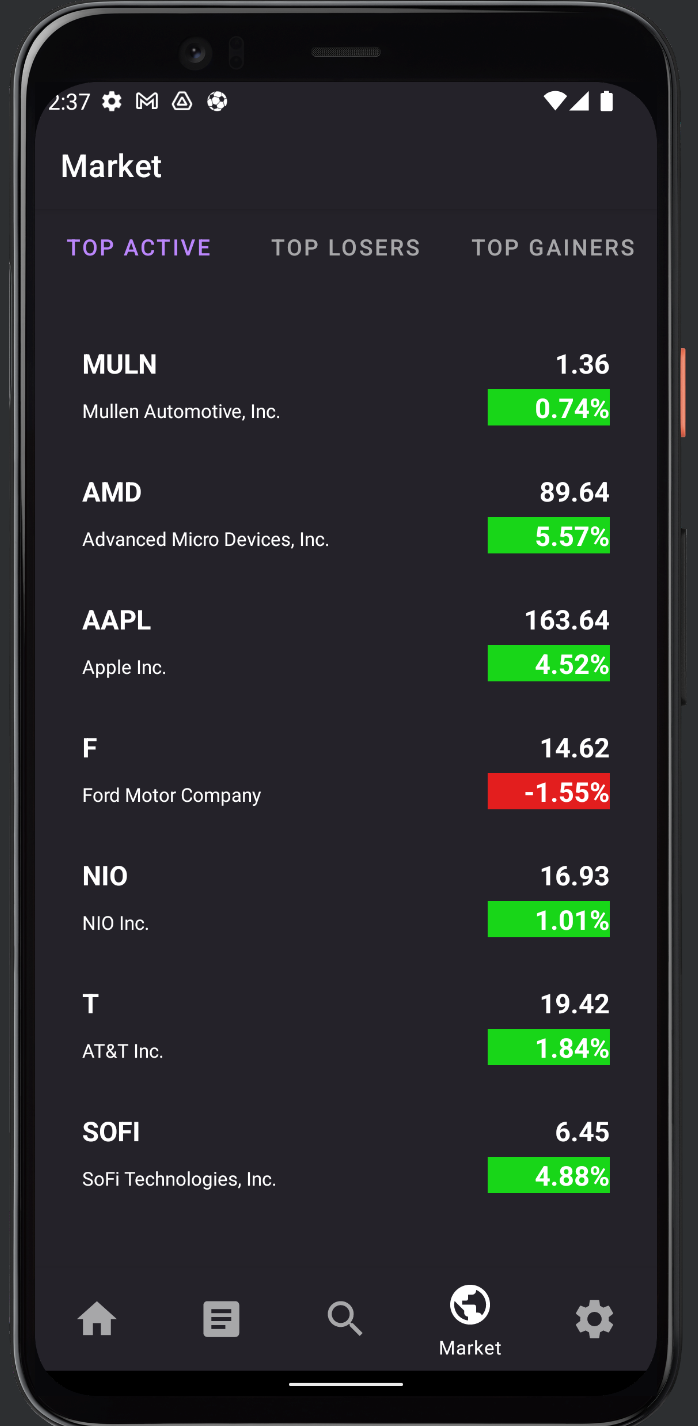 2:37
Market
TOP ACTIVE TOP LOSERS TOP GAINERS
MULN 1.36
Mullen Automotive, Inc. 0.74%
AMD 89.64
Advanced Micro Devices, Inc. 5.57%
AAPL 163.64
Apple Inc. 4.52%
F 14.62
Ford Motor Company -1.55%
NIO 16.93
NIO Inc. 1.01%
T 19.42
AT&T Inc. 1.84%
SOFI 6.45
SoFi Technologies, Inc. 4.88%
Market